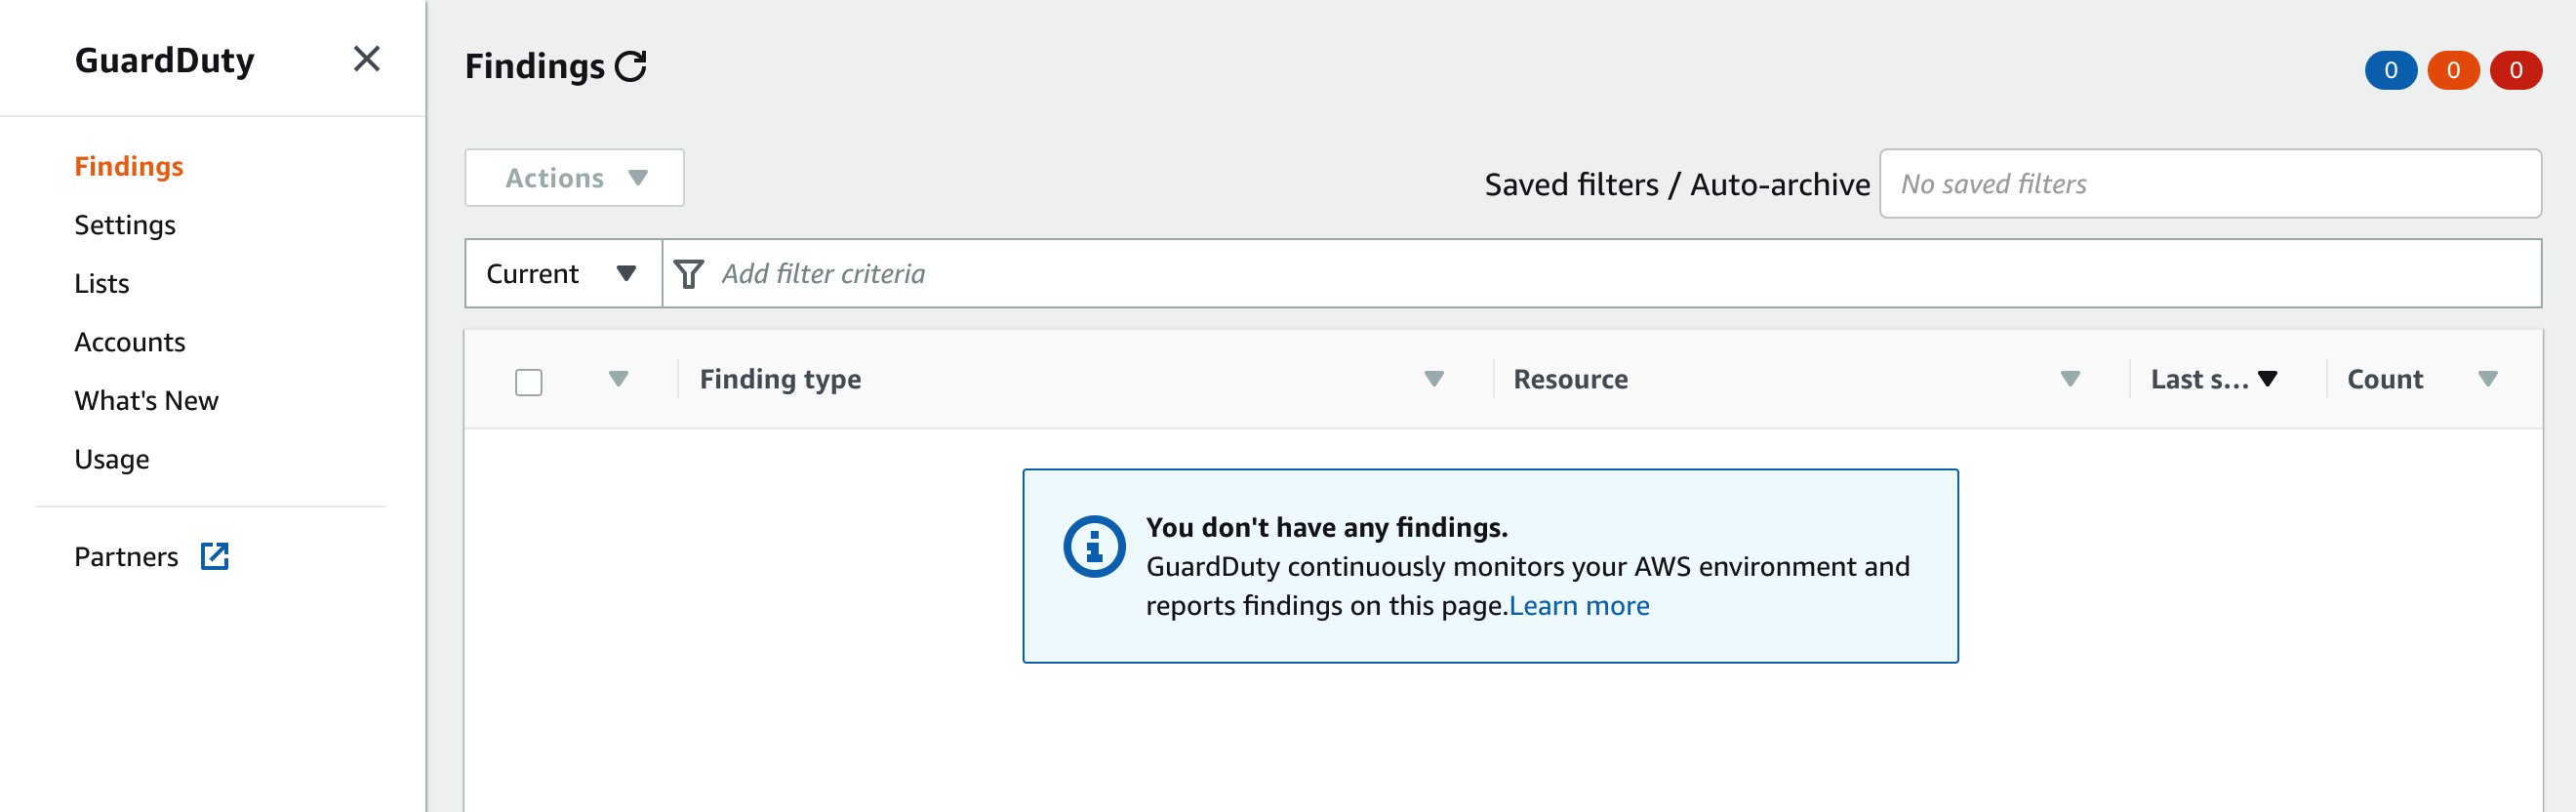 GuardDuty
Findings
Settings
Lists
Accounts
What's New
Usage
Partners
Findings
0 0 0
Actions
Saved filters / Auto-archive No saved filters
Current Add filter criteria
Finding type Resource Last s... Count
You don't have any findings.
GuardDuty continuously monitors your AWS environment and
reports findings on this page.Learn more